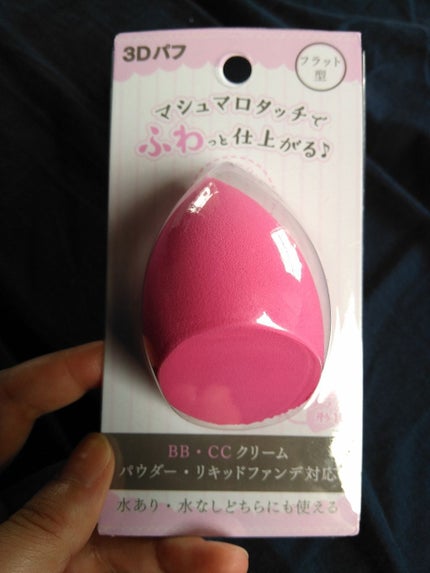 3Dパフ
フラット
型
マシュマロタッチで
ふわっと仕上がる♪
BB・CCクリーム
パウダー・リキッドファンデ対応
水あり・水なしどちらにも使える